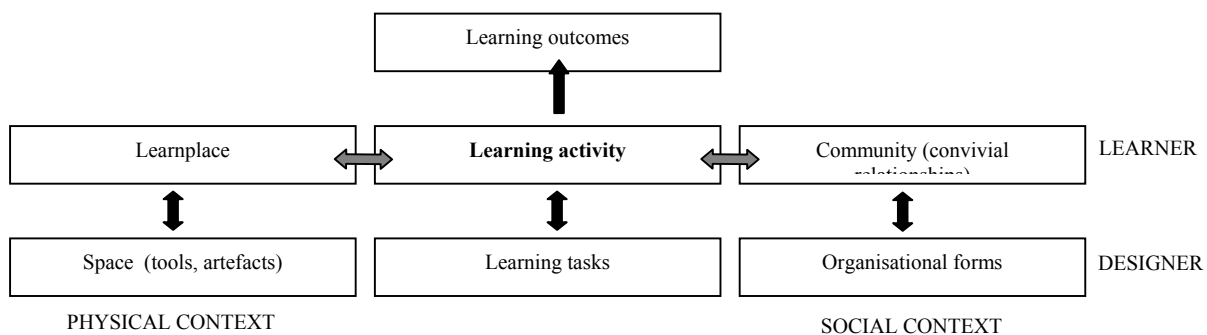 Learning outcomes
Learnplace
Learning activity
Community (convivial
relationships)
LEARNER
Space (tools, artefacts)
Learning tasks
Organisational forms
DESIGNER
PHYSICAL CONTEXT
SOCIAL CONTEXT